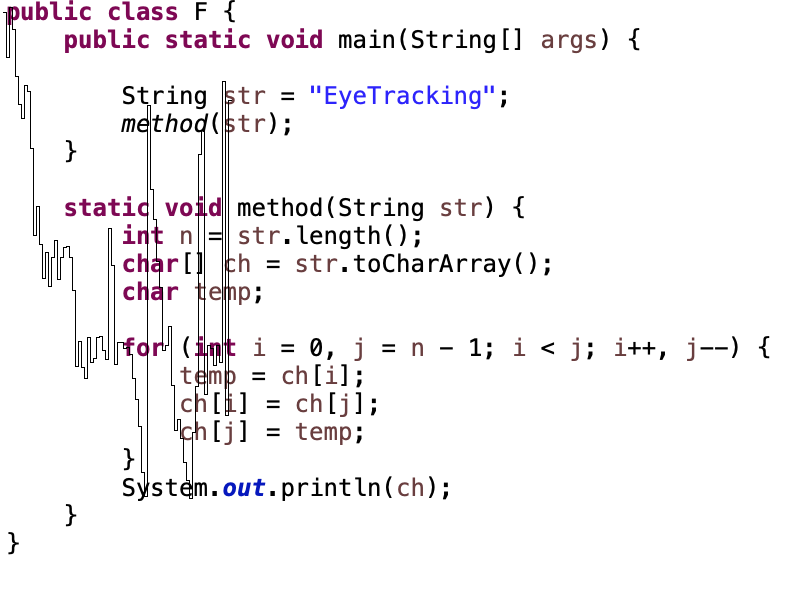 public class F {
public static void main(String[] args) {
String str = "EyeTracking";
method(str);
}
static void method(String str) {
int n = str.length();
char[] ch = str.toCharArray();
char temp;
for (int i = 0, j = n - 1; i < j; i++, j--) {
temp = ch[i];
ch[i] = ch[j];
ch[j] = temp;
}
System.out.println(ch);
}
}